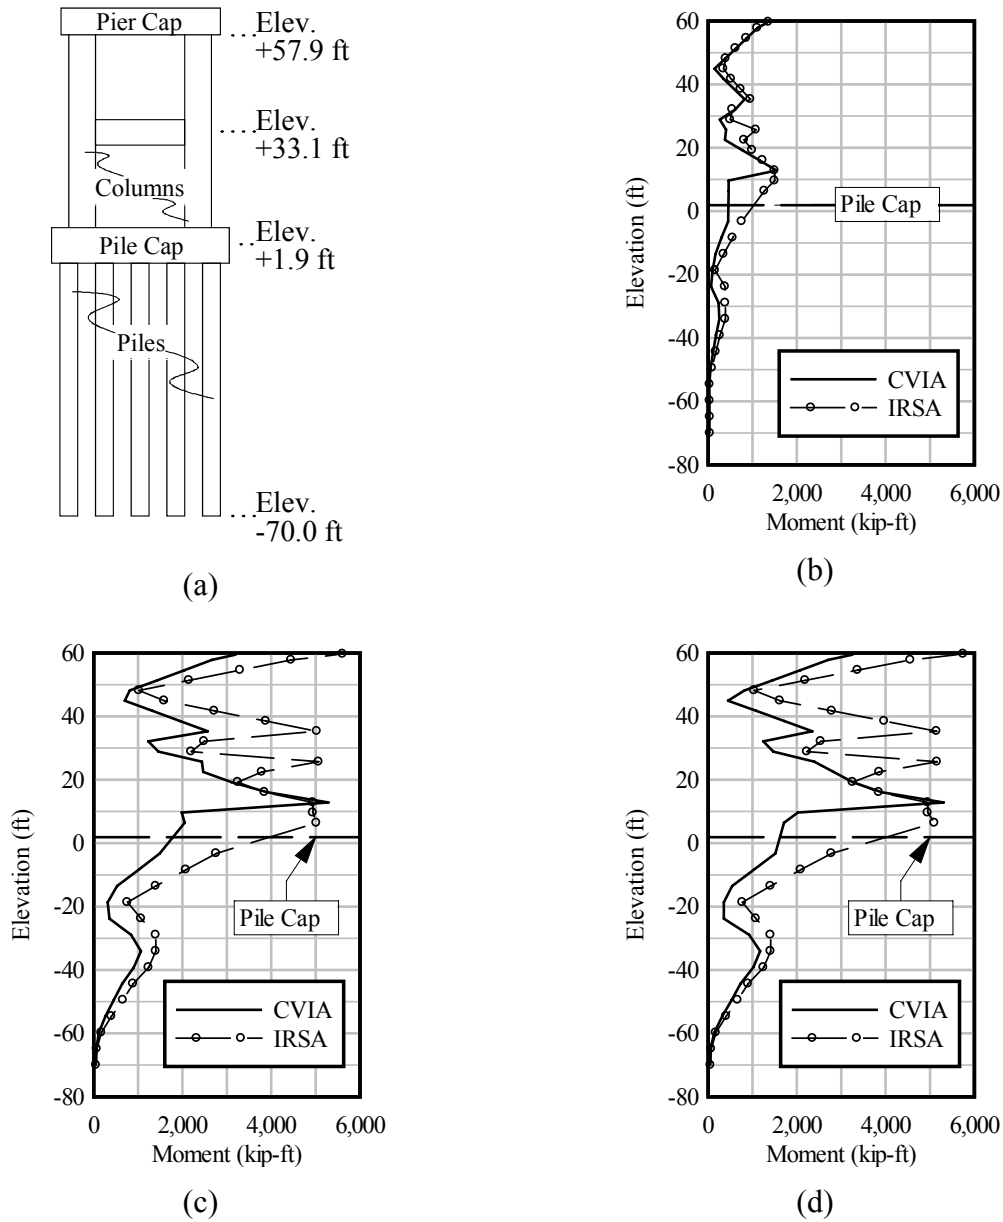 Pier Cap
Elev.
+57.9 ft
Elev.
+33.1 ft
Columns
Pile Cap
Elev.
+1.9 ft
Piles
Elev.
-70.0 ft
(a)
60
40
20
0
-20
-40
-60
-80
Elevation (ft)
Pile Cap
CVIA
IRSA
0 2,000 4,000 6,000
Moment (kip-ft)
(b)
60
40
20
0
-20
-40
-60
-80
Elevation (ft)
Pile Cap
CVIA
IRSA
0 2,000 4,000 6,000
Moment (kip-ft)
(c)
60
40
20
0
-20
-40
-60
-80
Elevation (ft)
Pile Cap
CVIA
IRSA
0 2,000 4,000 6,000
Moment (kip-ft)
(d)